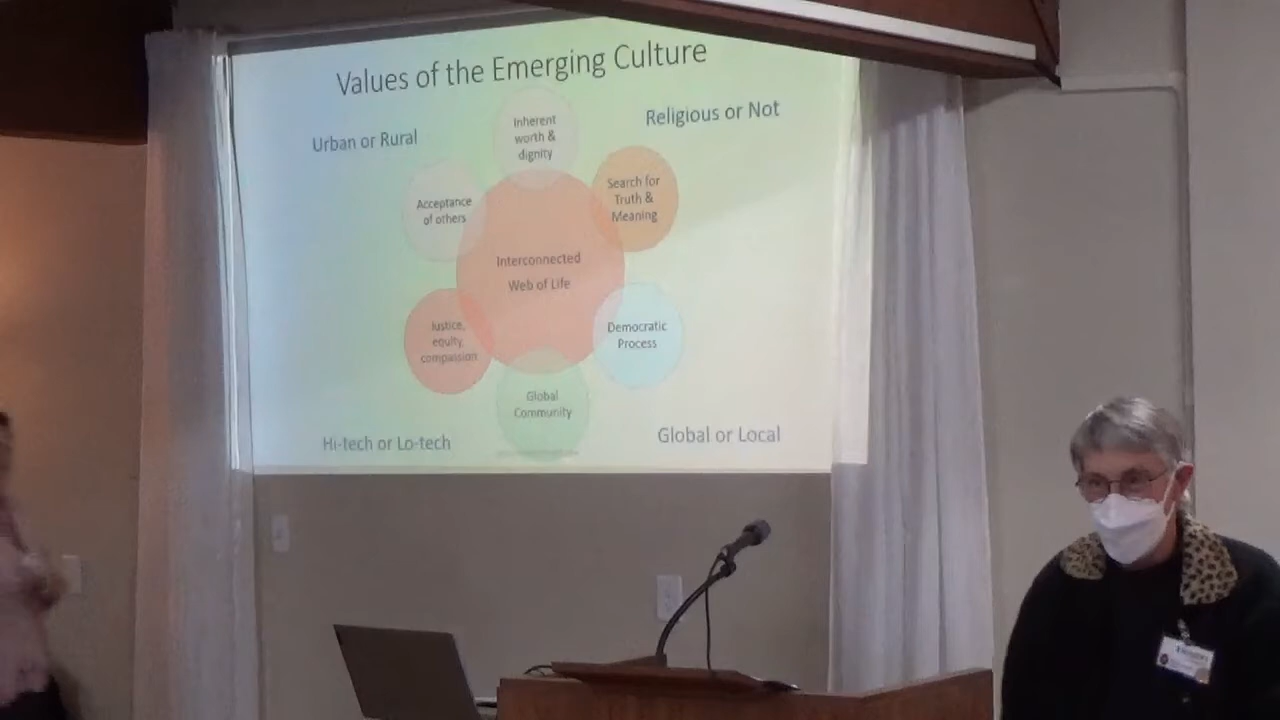 Values of the Emerging Culture
Urban or Rural
Religious or Not
Inherent
worth &
dignity
Acceptance
of others
Search for
Truth &
Meaning
Interconnected
Web of Life
Justice,
equity,
compassion
Democratic
Process
Global
Community
Hi-tech or Lo-tech
Global or Local